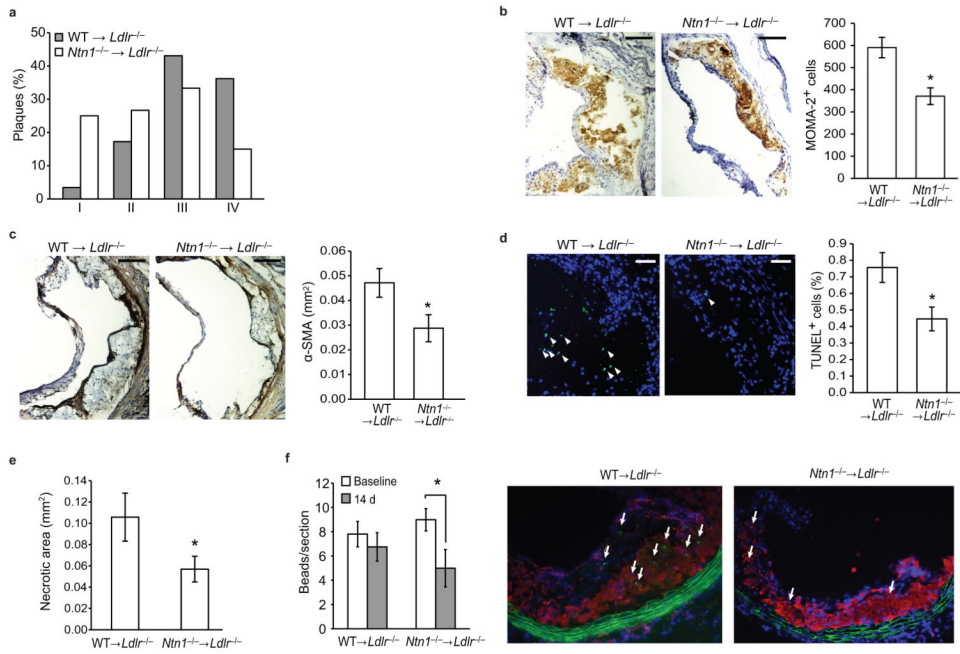 a
WT → Ldlr–/–
Ntn1–/– → Ldlr–/–
Plaques (%)
50
40
30
20
10
0
I II III IV
b
WT → Ldlr–/– Ntn1–/– → Ldlr–/–
MOMA-2+ cells
700
600
500
400
300
200
100
0
*
WT
→Ldlr–/–
Ntn1–/–
→Ldlr–/–
c
WT → Ldlr–/– Ntn1–/– → Ldlr–/–
α-SMA (mm2)
0.06
0.05
0.04
0.03
0.02
0.01
0.00
*
WT
→Ldlr–/–
Ntn1–/–
→Ldlr–/–
d
WT → Ldlr–/– Ntn1–/– → Ldlr–/–
TUNEL+ cells (%)
0.9
0.8
0.7
0.6
0.5
0.4
0.3
0.2
0.1
0.0
*
WT
→Ldlr–/–
Ntn1–/–
→Ldlr–/–
e
Necrotic area (mm2)
0.14
0.12
0.10
0.08
0.06
0.04
0.02
0.00
*
WT→Ldlr–/– Ntn1–/–→Ldlr–/–
f
Baseline
14 d
Beads/section
12
10
8
6
4
2
0
*
WT→Ldlr–/– Ntn1–/–→Ldlr–/–
WT→Ldlr–/– Ntn1–/–→Ldlr–/–